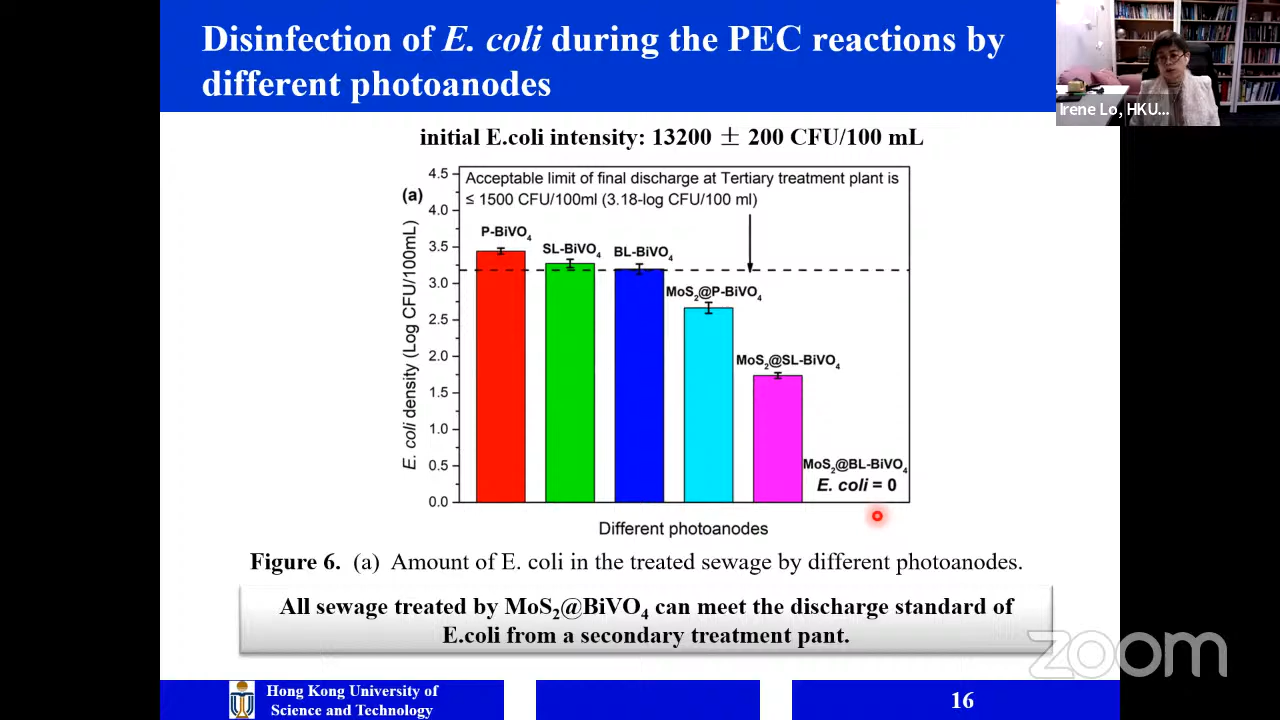 Disinfection of E. coli during the PEC reactions by
different photoanodes
Irene Lo, HKU...
initial E.coli intensity: 13200 ± 200 CFU/100 mL
(a)
Acceptable limit of final discharge at Tertiary treatment plant is
≤ 1500 CFU/100ml (3.18-log CFU/100 ml)
E. coli density (Log CFU/100mL)
4.5
4.0
3.5
3.0
2.5
2.0
1.5
1.0
0.5
0.0
P-BiVO4
SL-BiVO4
BL-BiVO4
MoS2@P-BiVO4
MoS2@SL-BiVO4
MoS2@BL-BiVO4
E. coli = 0
Different photoanodes
Figure 6. (a) Amount of E. coli in the treated sewage by different photoanodes.
All sewage treated by MoS2@BiVO4 can meet the discharge standard of
E.coli from a secondary treatment pant.
zoom
Hong Kong University of
Science and Technology
16